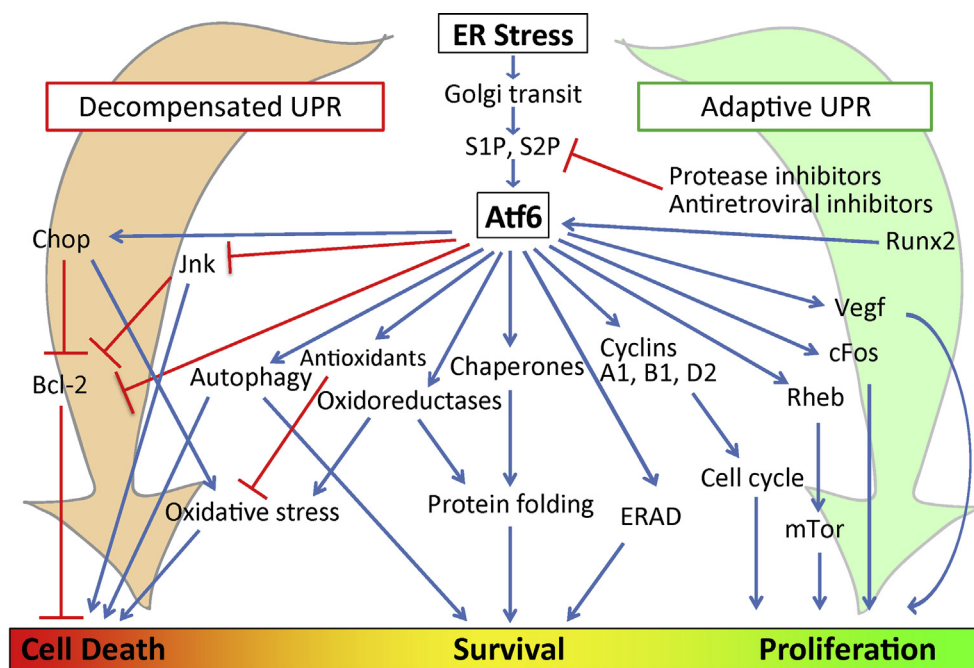 ER Stress
Decompensated UPR
Golgi transit
Adaptive UPR
S1P, S2P
Protease inhibitors
Antiretroviral inhibitors
Atf6
Chop
Runx2
Jnk
Vegf
Antioxidants
Chaperones
Cyclins
A1, B1, D2
cFos
Bcl-2
Autophagy
Oxidoreductases
Rheb
Cell cycle
Oxidative stress
Protein folding
ERAD
mTor
Cell Death
Survival
Proliferation